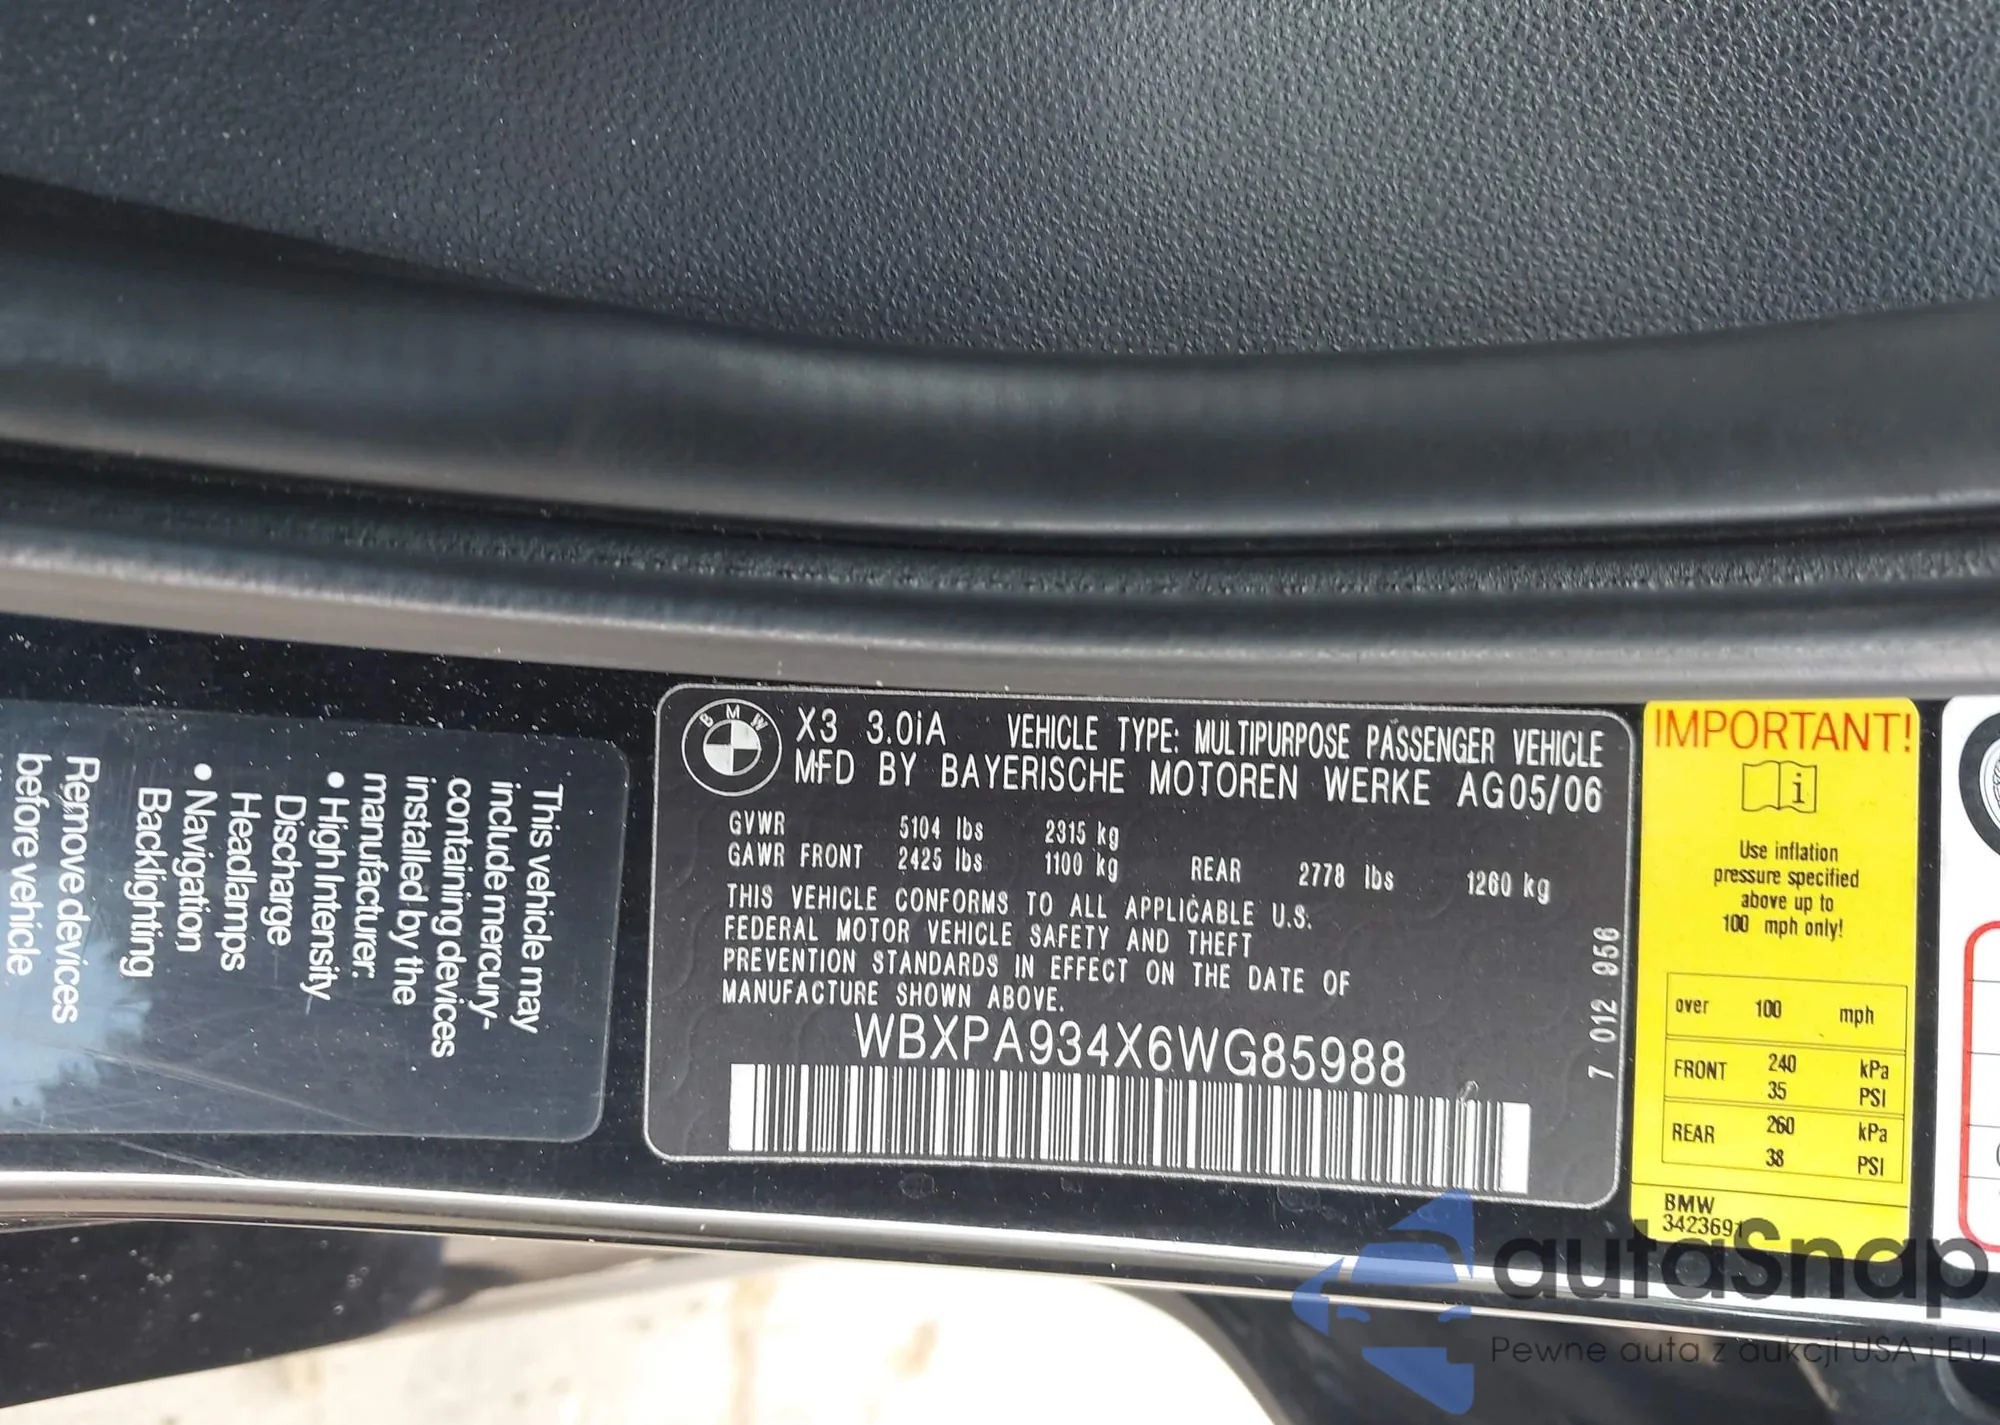 This vehicle may
include mercury-
containing devices
installed by the
manufacturer:
• High Intensity
Discharge
Headlamps
• Navigation
Backlighting
Remove devices
before vehicle
BMW
X3 3.0iA VEHICLE TYPE: MULTIPURPOSE PASSENGER VEHICLE
MFD BY BAYERISCHE MOTOREN WERKE AG05/06
GVWR 5104 lbs 2315 kg
GAWR FRONT 2425 lbs 1100 kg REAR 2778 lbs 1260 kg
THIS VEHICLE CONFORMS TO ALL APPLICABLE U.S.
FEDERAL MOTOR VEHICLE SAFETY AND THEFT
PREVENTION STANDARDS IN EFFECT ON THE DATE OF
MANUFACTURE SHOWN ABOVE.
WBXPA934X6WG85988
7 012 056
IMPORTANT!
i
Use inflation
pressure specified
above up to
100 mph only!
over 100 mph
FRONT 240 kPa
35 PSI
REAR 260 kPa
38 PSI
BMW
3423691
autaSnap
Pewne auta z aukcji USA i EU